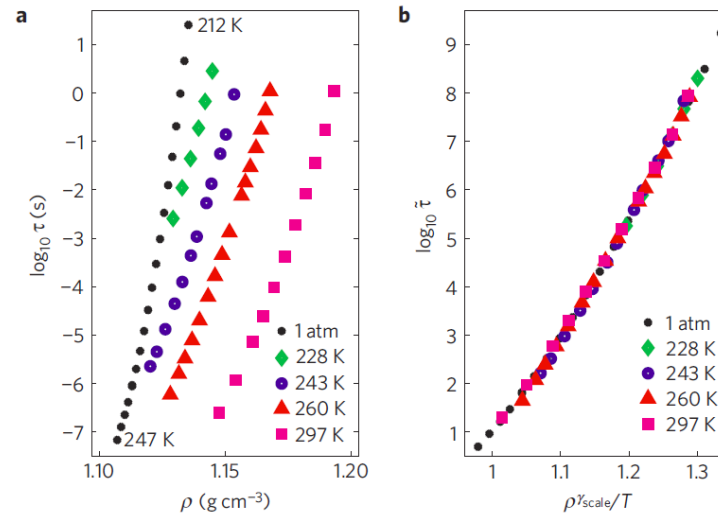 a
212 K
247 K
1
0
−1
−2
−3
−4
−5
−6
−7
log₁₀ τ (s)
1.10
1.15
1.20
ρ (g cm⁻³)
1 atm
228 K
243 K
260 K
297 K
b
9
8
7
6
5
4
3
2
1
log₁₀ τ̃
1
1.1
1.2
1.3
ρ^γscale/T
1 atm
228 K
243 K
260 K
297 K